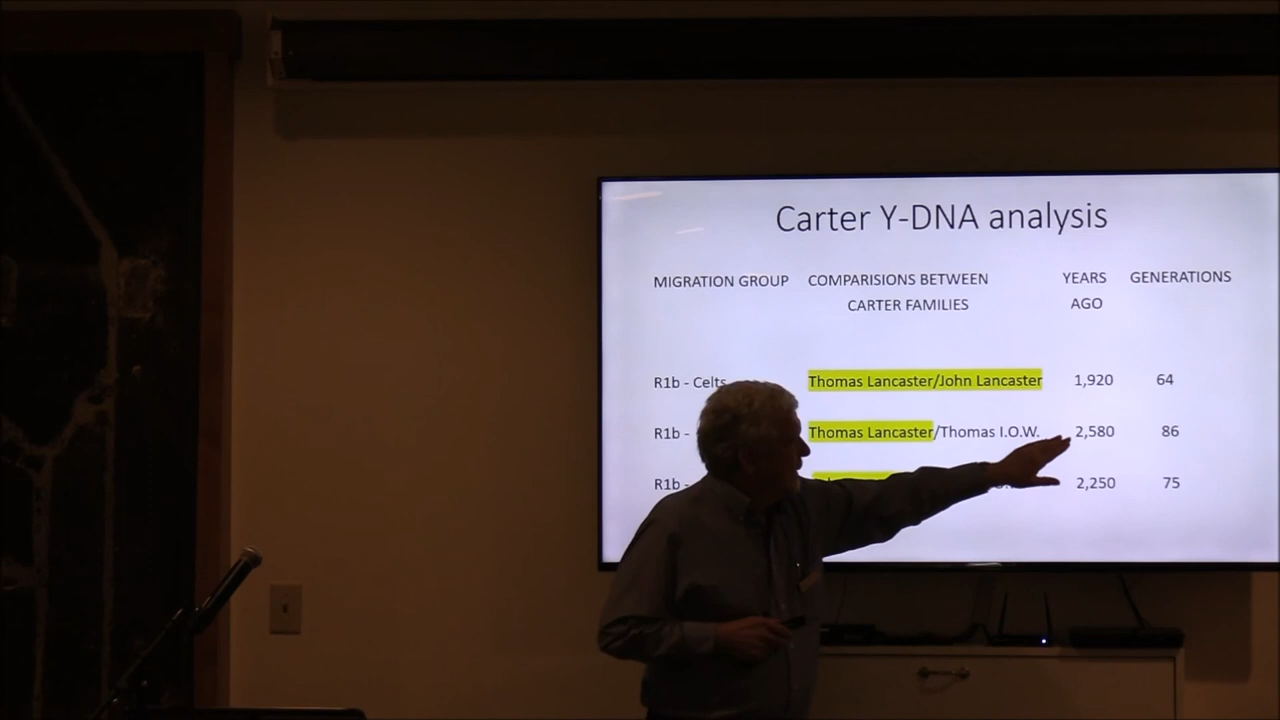 Carter Y-DNA analysis
MIGRATION GROUP COMPARISIONS BETWEEN YEARS GENERATIONS
CARTER FAMILIES AGO
R1b - Celts Thomas Lancaster/John Lancaster 1,920 64
R1b - Thomas Lancaster/Thomas I.O.W. 2,580 86
R1b - 2,250 75